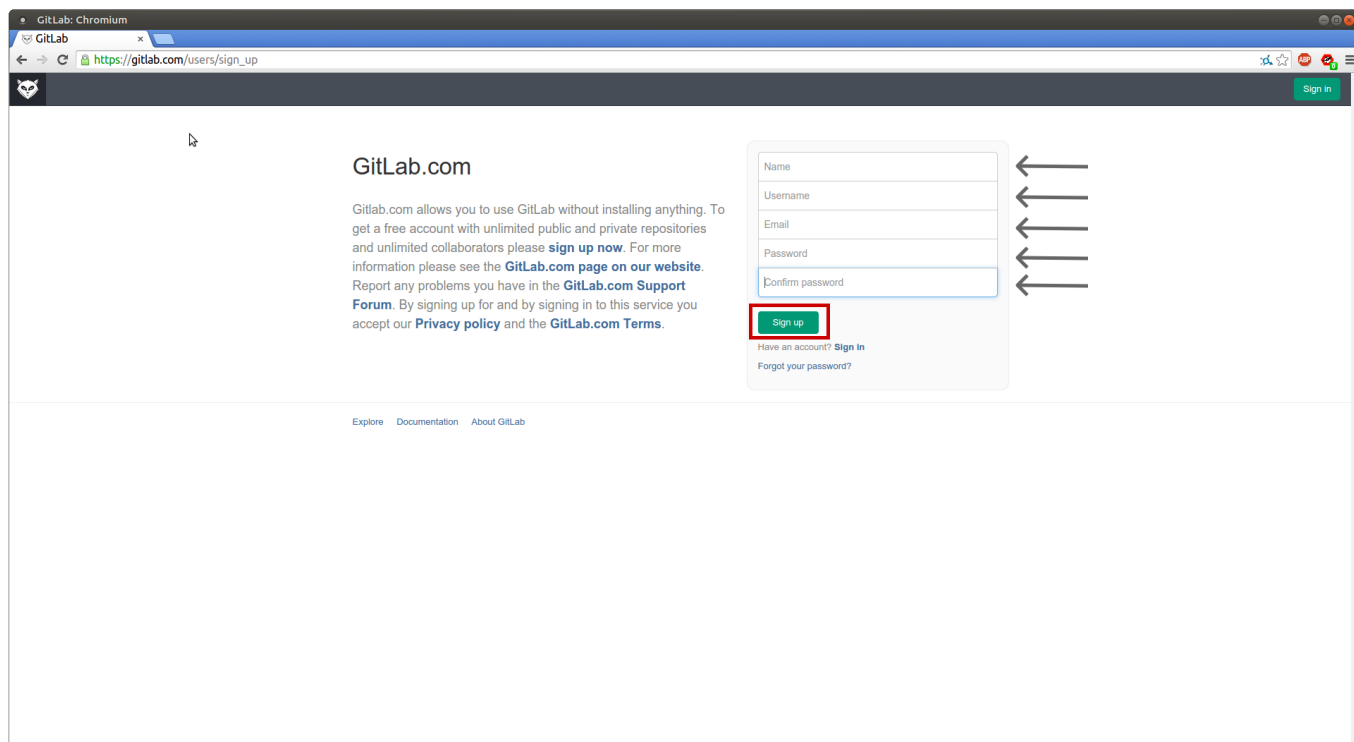 GitLab: Chromium
GitLab ×
https://gitlab.com/users/sign_up
ABP
0
Sign in
GitLab.com
Gitlab.com allows you to use GitLab without installing anything. To
get a free account with unlimited public and private repositories
and unlimited collaborators please sign up now. For more
information please see the GitLab.com page on our website.
Report any problems you have in the GitLab.com Support
Forum. By signing up for and by signing in to this service you
accept our Privacy policy and the GitLab.com Terms.
Name
Username
Email
Password
Confirm password
Sign up
Have an account? Sign in
Forgot your password?
Explore Documentation About GitLab